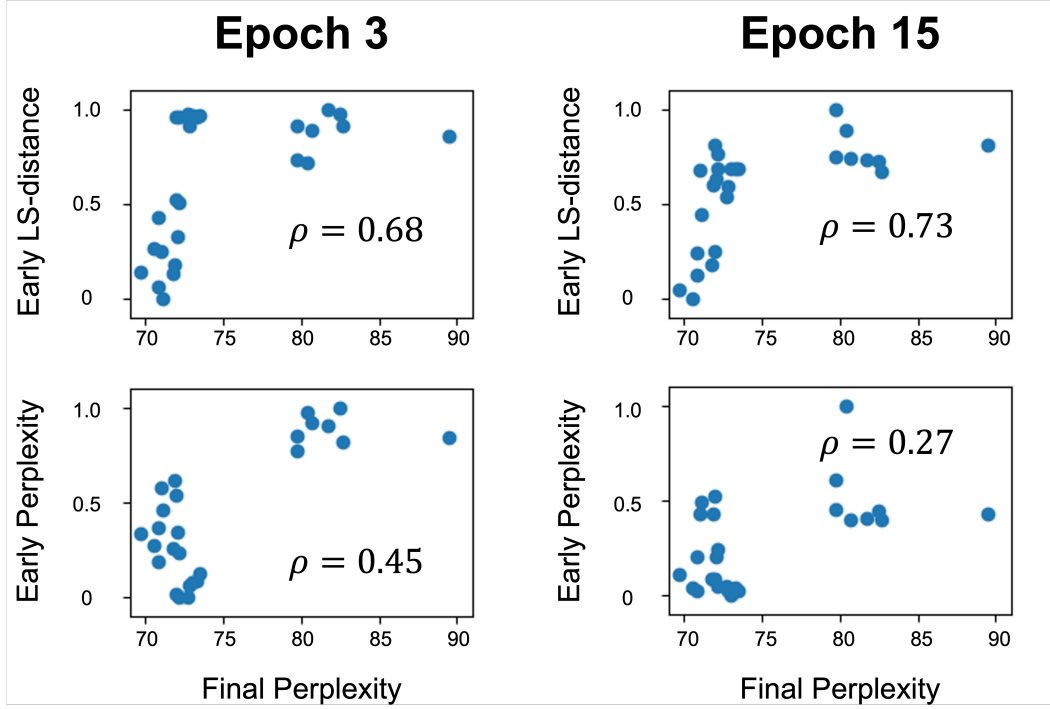 Epoch 3
Epoch 15
Early LS-distance
1.0
0.5
0
ρ = 0.68
70 75 80 85 90
Early LS-distance
1.0
0.5
0
ρ = 0.73
70 75 80 85 90
Early Perplexity
1.0
0.5
0
ρ = 0.45
70 75 80 85 90
Final Perplexity
Early Perplexity
1.0
0.5
0
ρ = 0.27
70 75 80 85 90
Final Perplexity